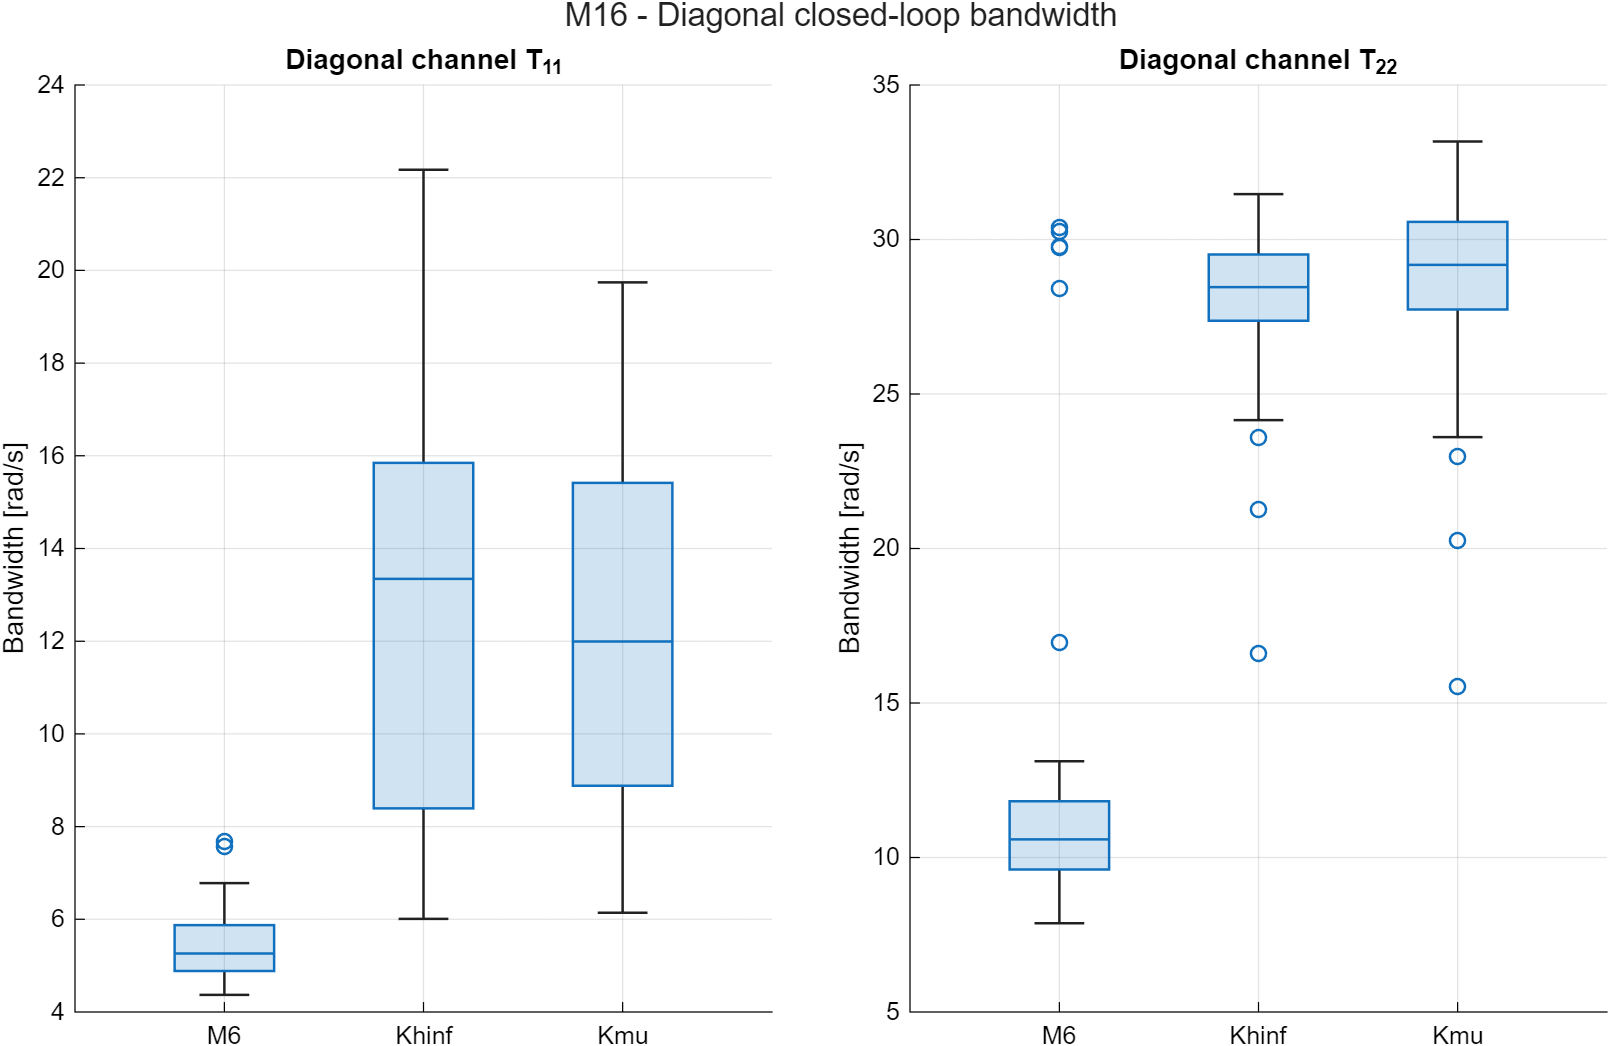 M16 - Diagonal closed-loop bandwidth
Diagonal channel T11
Bandwidth [rad/s]
24
22
20
18
16
14
12
10
8
6
4
M6 Khinf Kmu
Diagonal channel T22
Bandwidth [rad/s]
35
30
25
20
15
10
5
M6 Khinf Kmu